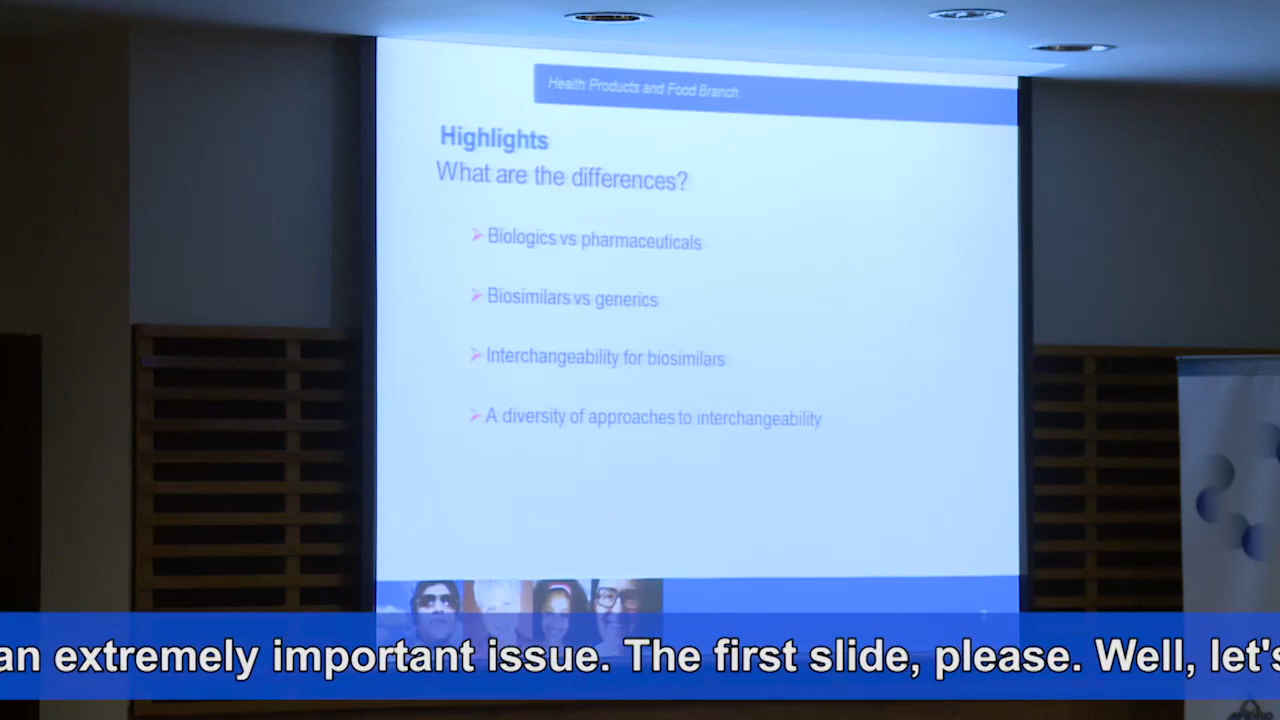 Health Products and Food Branch
Highlights
What are the differences?
Biologics vs pharmaceuticals
Biosimilars vs generics
Interchangeability for biosimilars
A diversity of approaches to interchangeability
an extremely important issue. The first slide, please. Well, let's